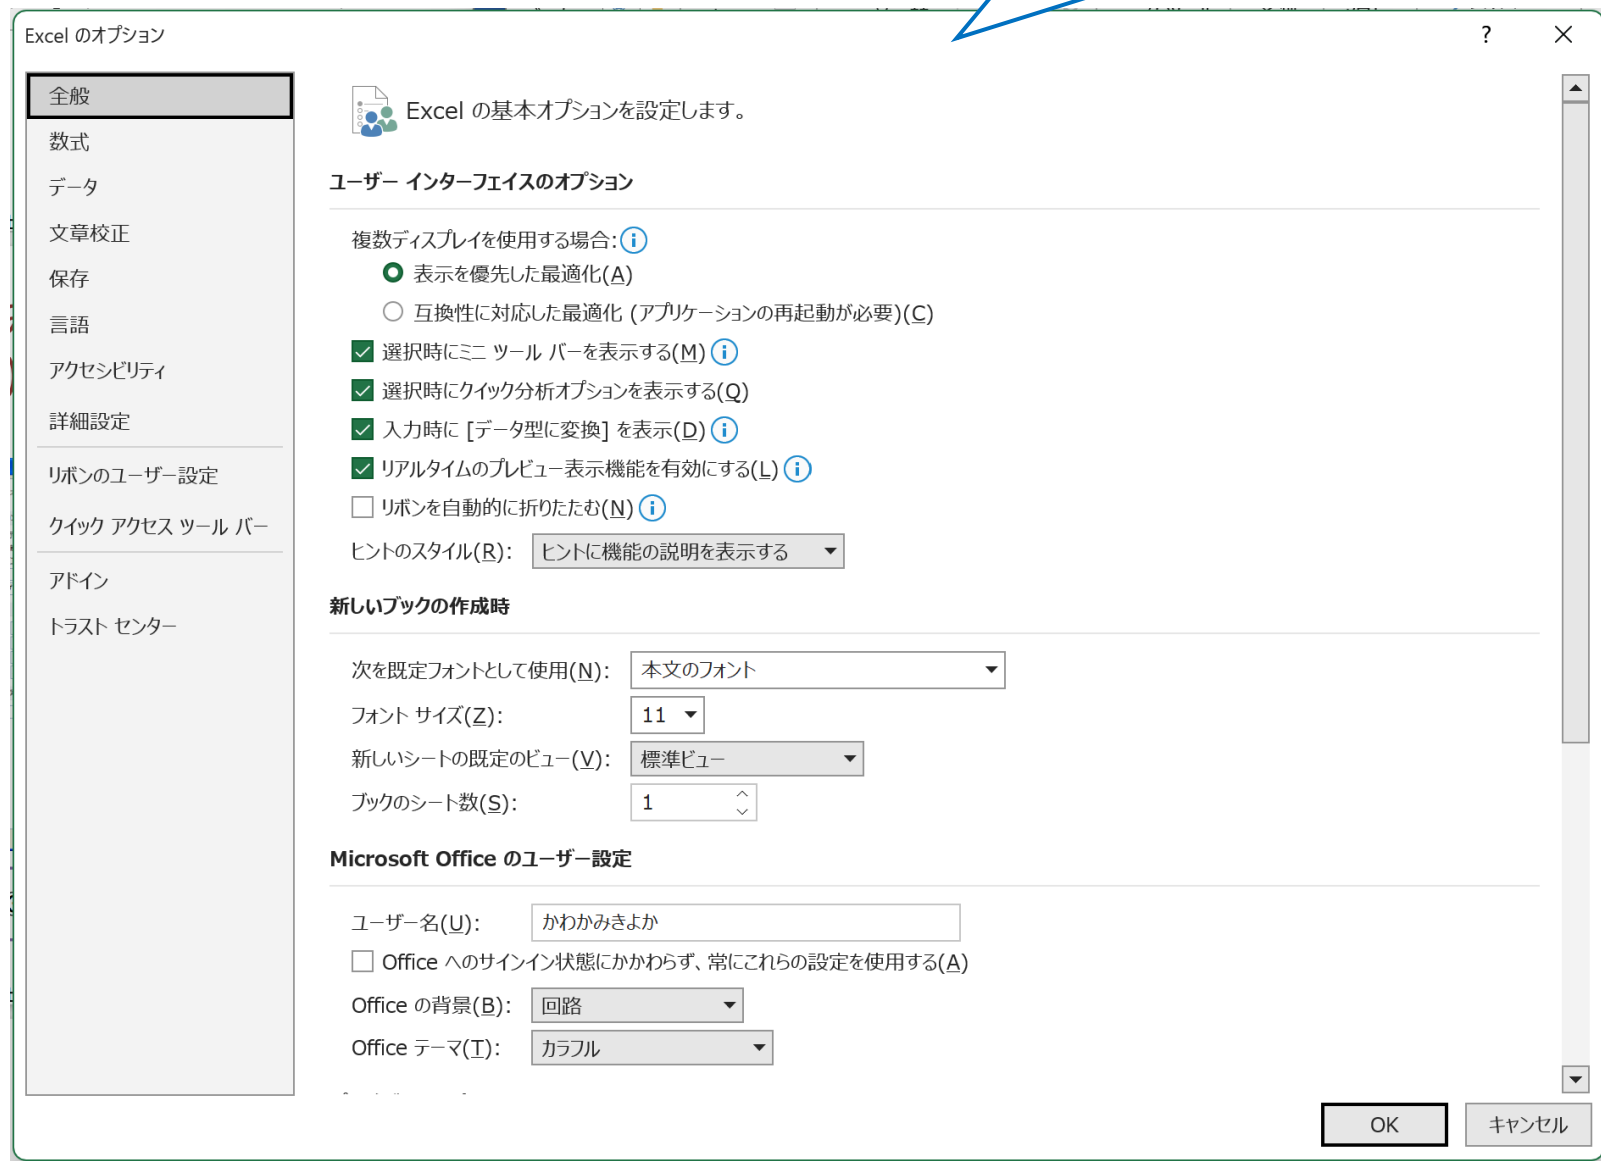 Excel のオプション
?
全般
数式
データ
文章校正
保存
言語
アクセシビリティ
詳細設定
リボンのユーザー設定
クイック アクセス ツール バー
アドイン
トラスト センター
Excel の基本オプションを設定します。
ユーザー インターフェイスのオプション
複数ディスプレイを使用する場合:
表示を優先した最適化(A)
互換性に対応した最適化 (アプリケーションの再起動が必要)(C)
選択時にミニ ツール バーを表示する(M)
選択時にクイック分析オプションを表示する(Q)
入力時に [データ型に変換] を表示(D)
リアルタイムのプレビュー表示機能を有効にする(L)
リボンを自動的に折りたたむ(N)
ヒントのスタイル(R): ヒントに機能の説明を表示する
新しいブックの作成時
次を既定フォントとして使用(N): 本文のフォント
フォント サイズ(Z): 11
新しいシートの既定のビュー(V): 標準ビュー
ブックのシート数(S): 1
Microsoft Office のユーザー設定
ユーザー名(U): かわかみきよか
Office へのサインイン状態にかかわらず、常にこれらの設定を使用する(A)
Office の背景(B): 回路
Office テーマ(T): カラフル
OK キャンセル